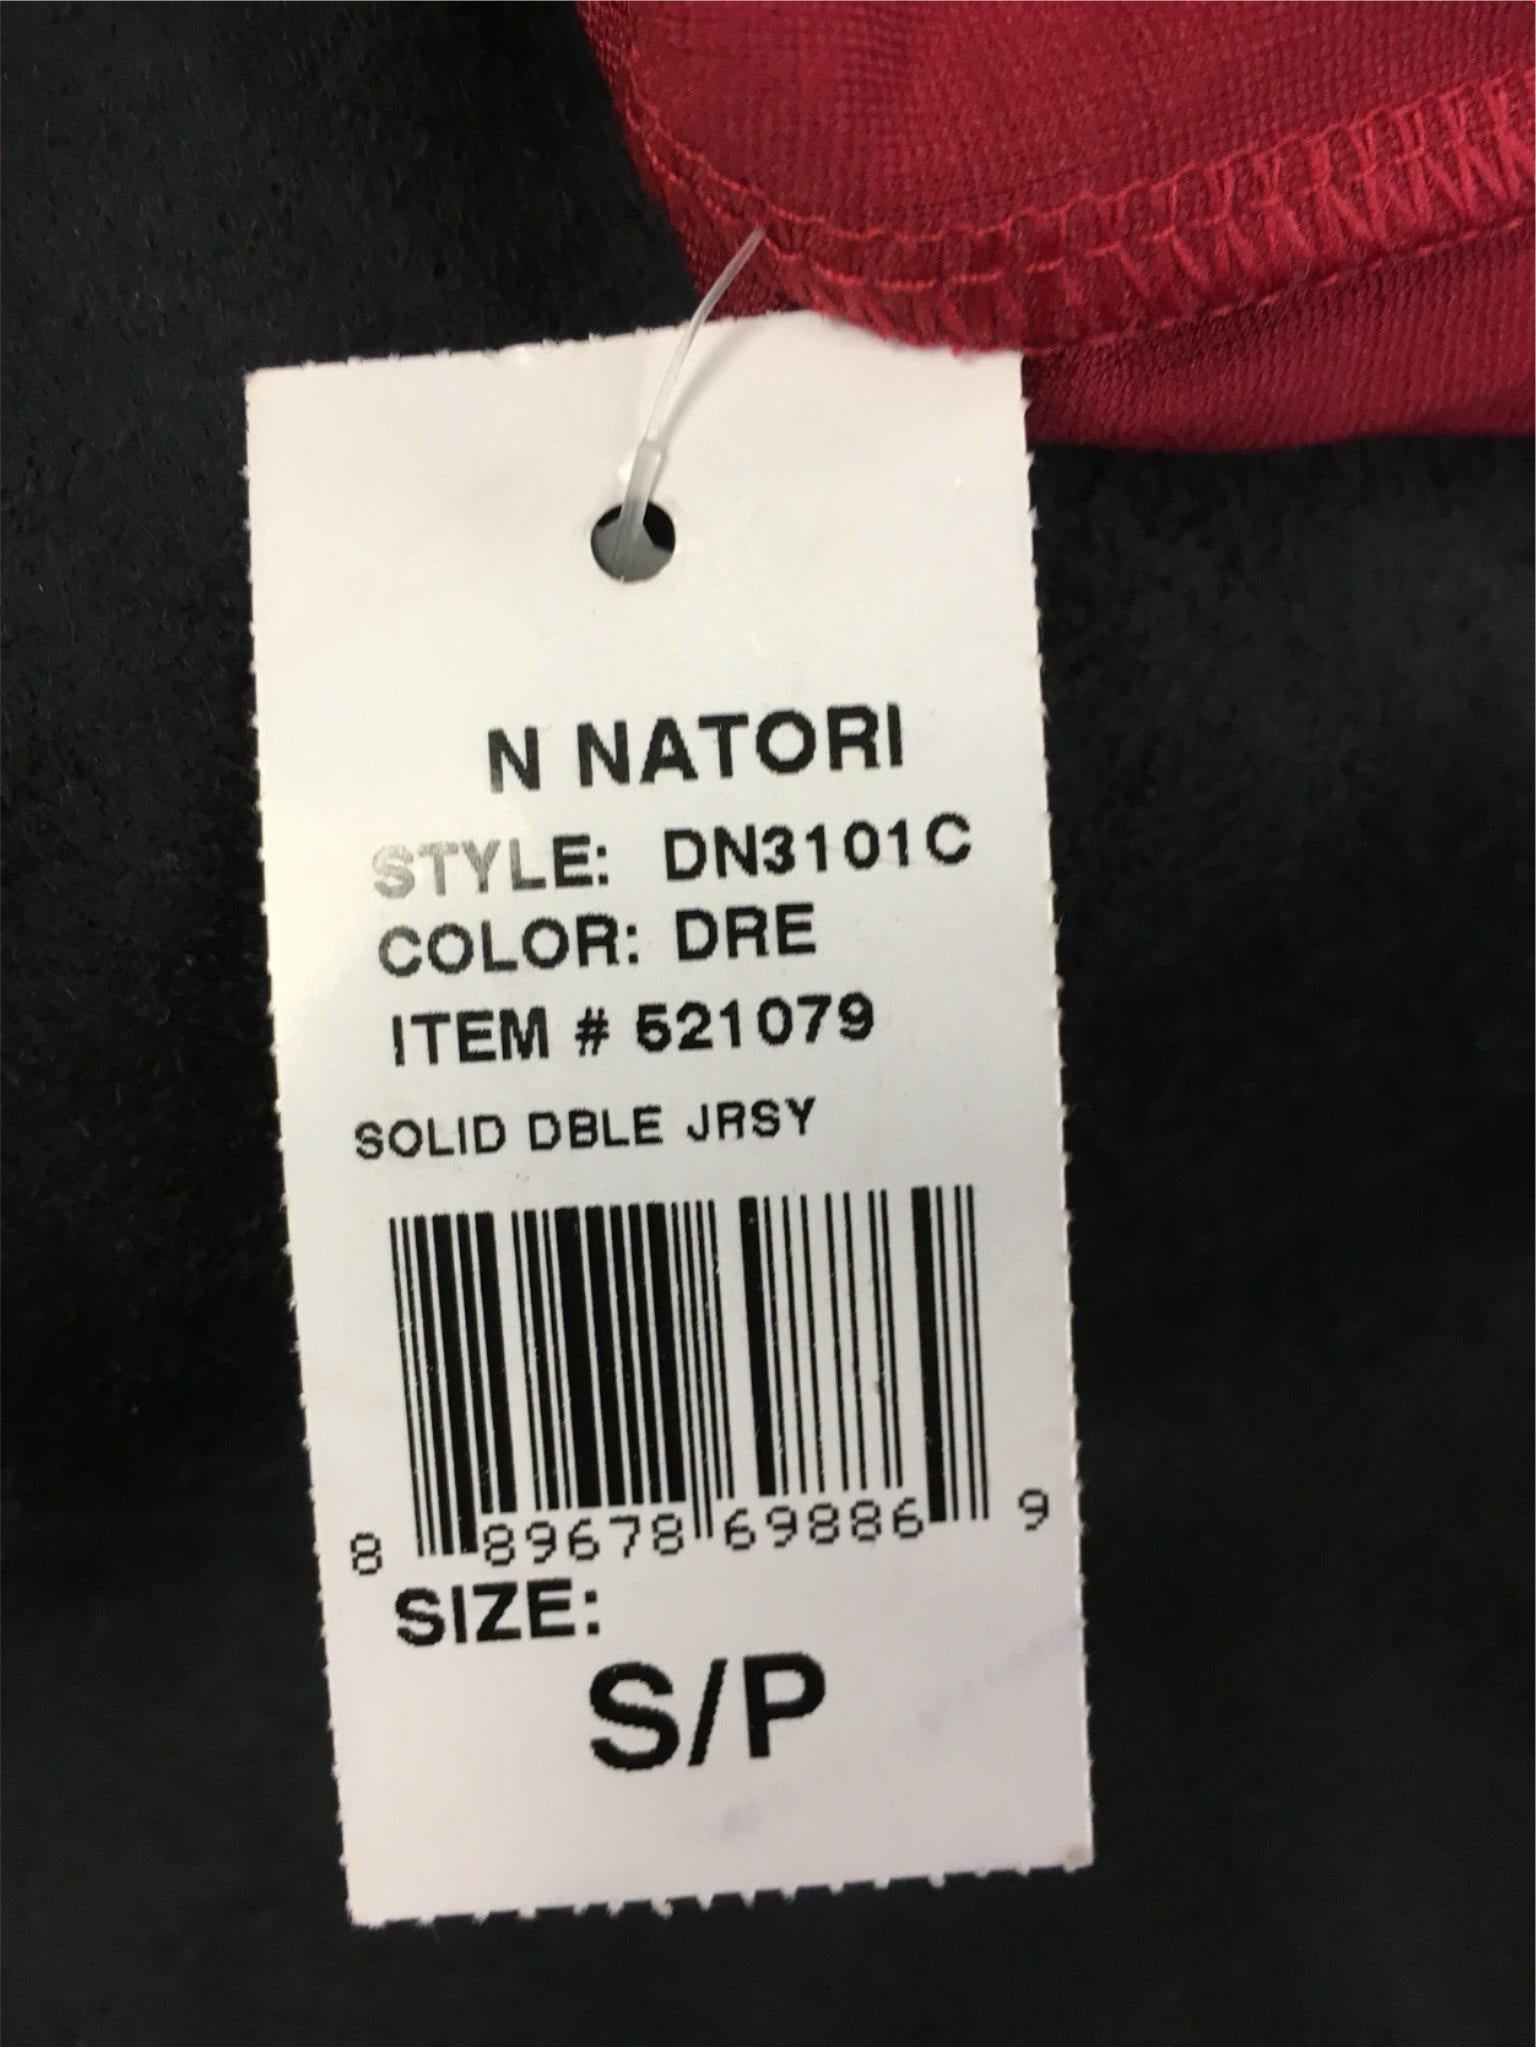 N NATORI
STYLE: DN3101C
COLOR: DRE
ITEM # 521079
SOLID DBLE JRSY
8 89678 69886 9
SIZE:
S/P